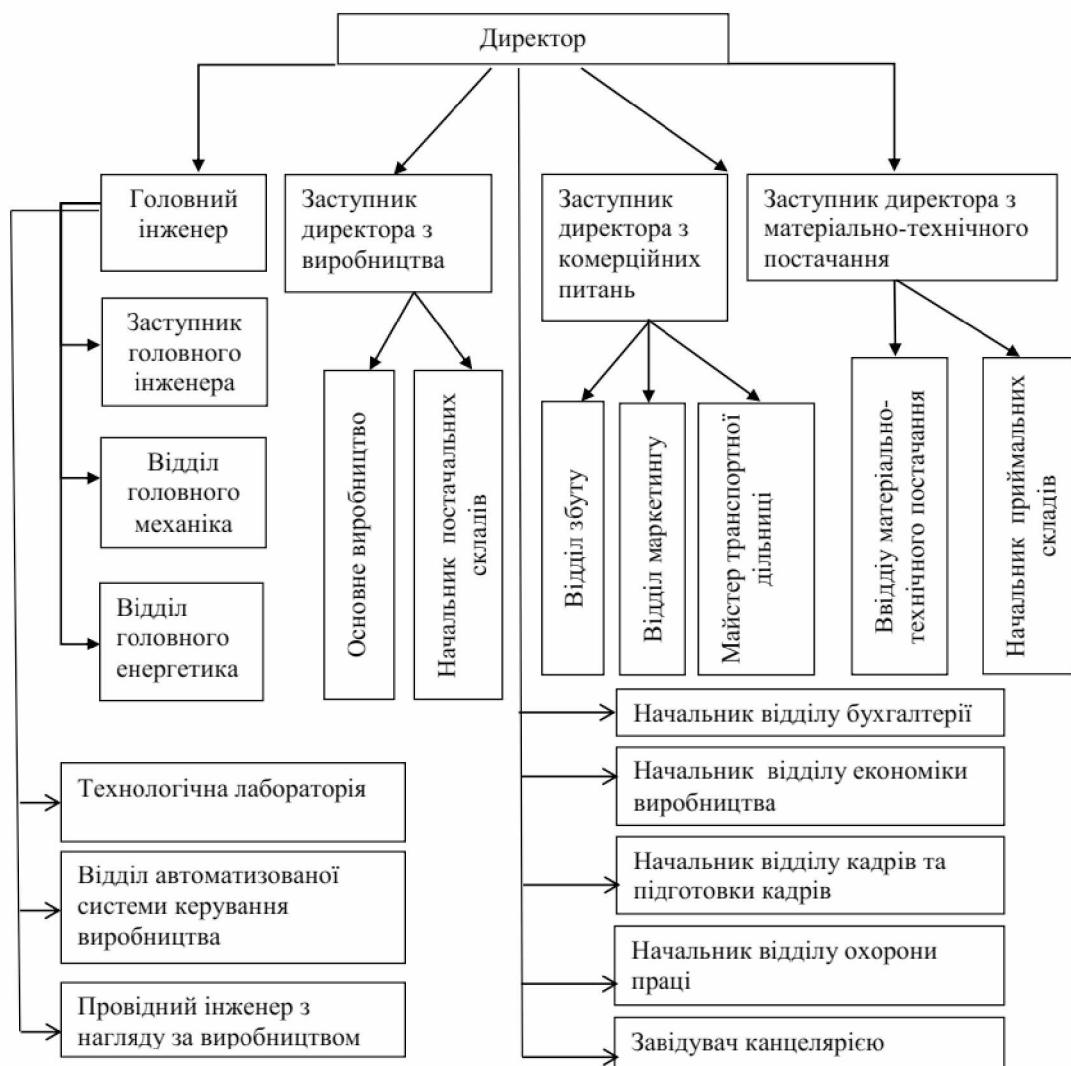 Директор
Головний
інженер
Заступник
директора з
виробництва
Заступник
директора з
комерційних
питань
Заступник директора з
матеріально-технічного
постачання
Заступник
головного
інженера
Відділ
головного
механіка
Відділ
головного
енергетика
Основне виробництво
Начальник постачальних
складів
Відділ збуту
Відділ маркетингу
Майстер транспортної
дільниці
Ввіддіу матеріально-
технічного постачання
Начальник приймальних
складів
Технологічна лабораторія
Відділ автоматизованої
системи керування
виробництва
Провідний інженер з
нагляду за виробництвом
Начальник відділу бухгалтерії
Начальник відділу економіки
виробництва
Начальник відділу кадрів та
підготовки кадрів
Начальник відділу охорони
праці
Завідувач канцелярією